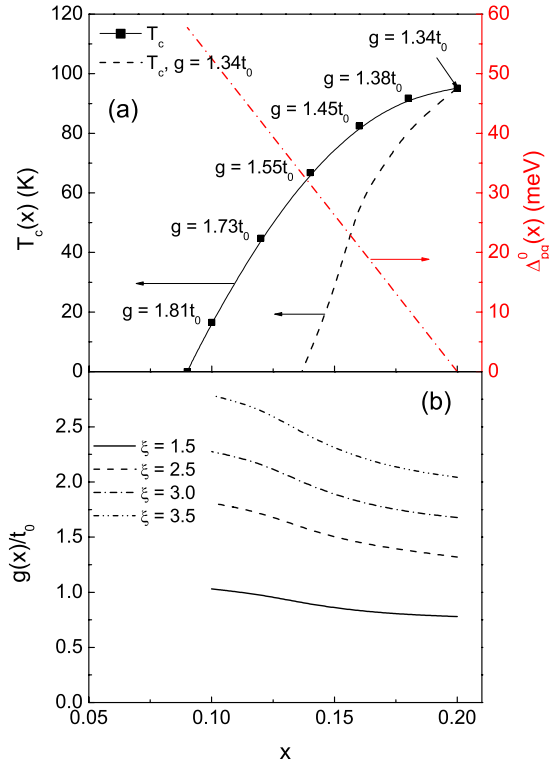 120
60
T_c
g = 1.34t_0
T_c, g = 1.34t_0
100
50
g = 1.38t_0
(a)
g = 1.45t_0
80
40
g = 1.55t_0
60
30
g = 1.73t_0
40
20
g = 1.81t_0
20
10
0
0
T_c(x) (K)
Δ^0_pg(x) (meV)
(b)
2.5
ξ = 1.5
ξ = 2.5
2.0
ξ = 3.0
ξ = 3.5
1.5
1.0
0.5
0.0
g(x)/t_0
0.05
0.10
0.15
0.20
x